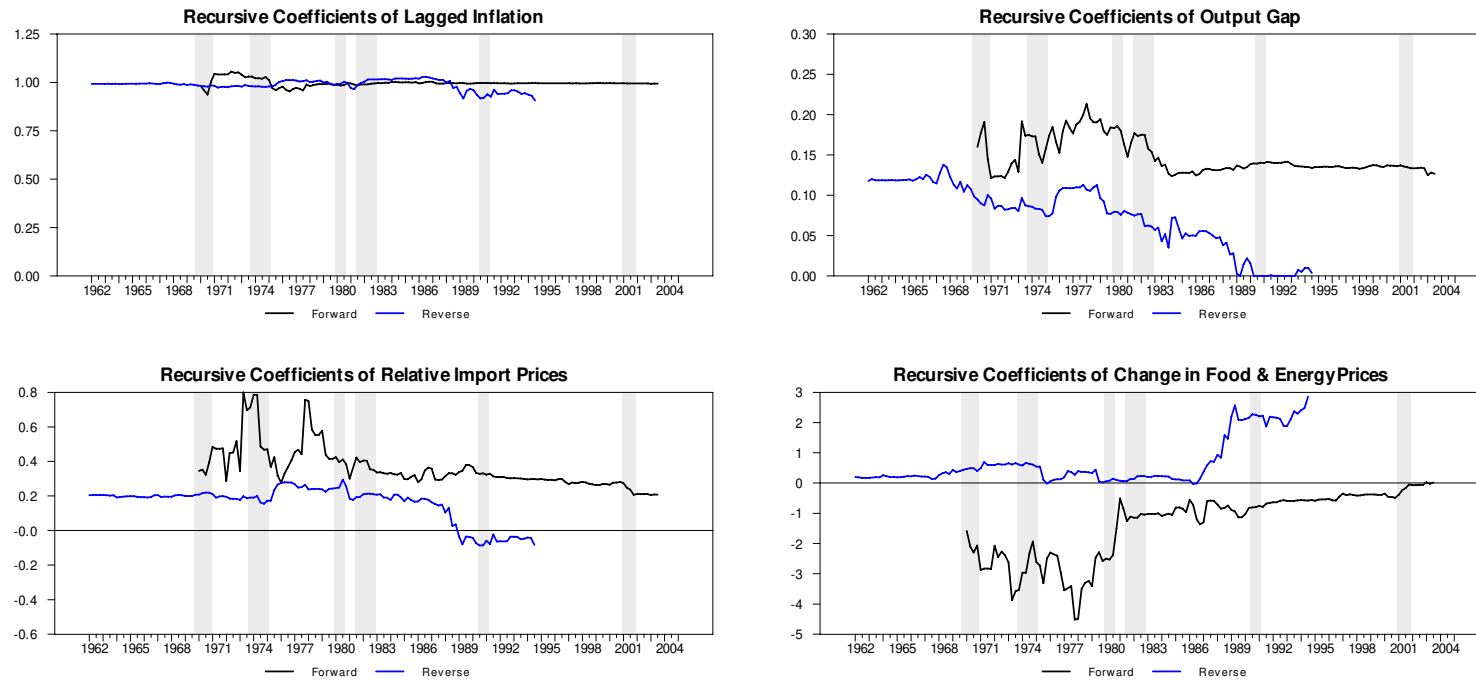 Recursive Coefficients of Lagged Inflation
1.25
1.00
0.75
0.50
0.25
0.00
1962 1965 1968 1971 1974 1977 1980 1983 1986 1989 1992 1995 1998 2001 2004
Forward Reverse
Recursive Coefficients of Output Gap
0.30
0.25
0.20
0.15
0.10
0.05
0.00
1962 1965 1968 1971 1974 1977 1980 1983 1986 1989 1992 1995 1998 2001 2004
Forward Reverse
Recursive Coefficients of Relative Import Prices
0.8
0.6
0.4
0.2
-0.0
-0.2
-0.4
-0.6
1962 1965 1968 1971 1974 1977 1980 1983 1986 1989 1992 1995 1998 2001 2004
Forward Reverse
Recursive Coefficients of Change in Food & Energy Prices
3
2
1
0
-1
-2
-3
-4
-5
1962 1965 1968 1971 1974 1977 1980 1983 1986 1989 1992 1995 1998 2001 2004
Forward Reverse